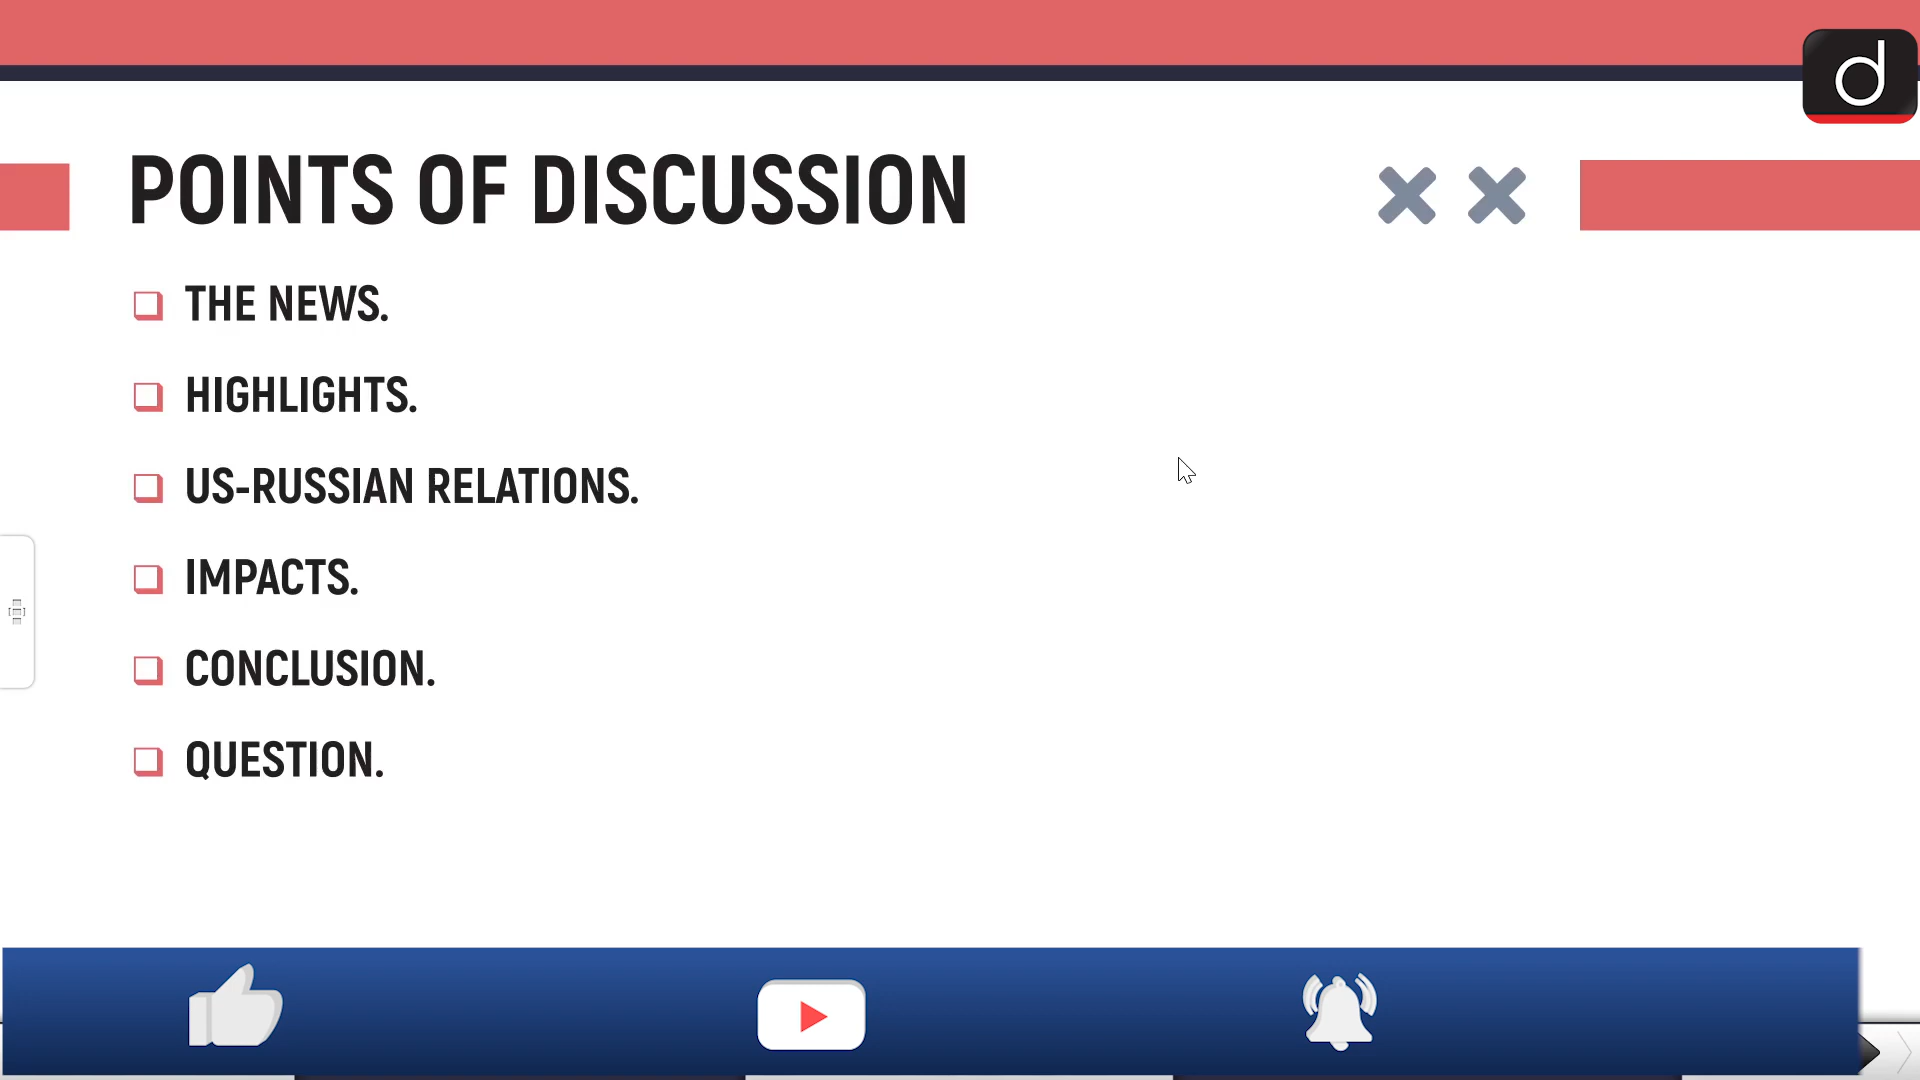 d
POINTS OF DISCUSSION
THE NEWS.
HIGHLIGHTS.
US-RUSSIAN RELATIONS.
IMPACTS.
CONCLUSION.
QUESTION.